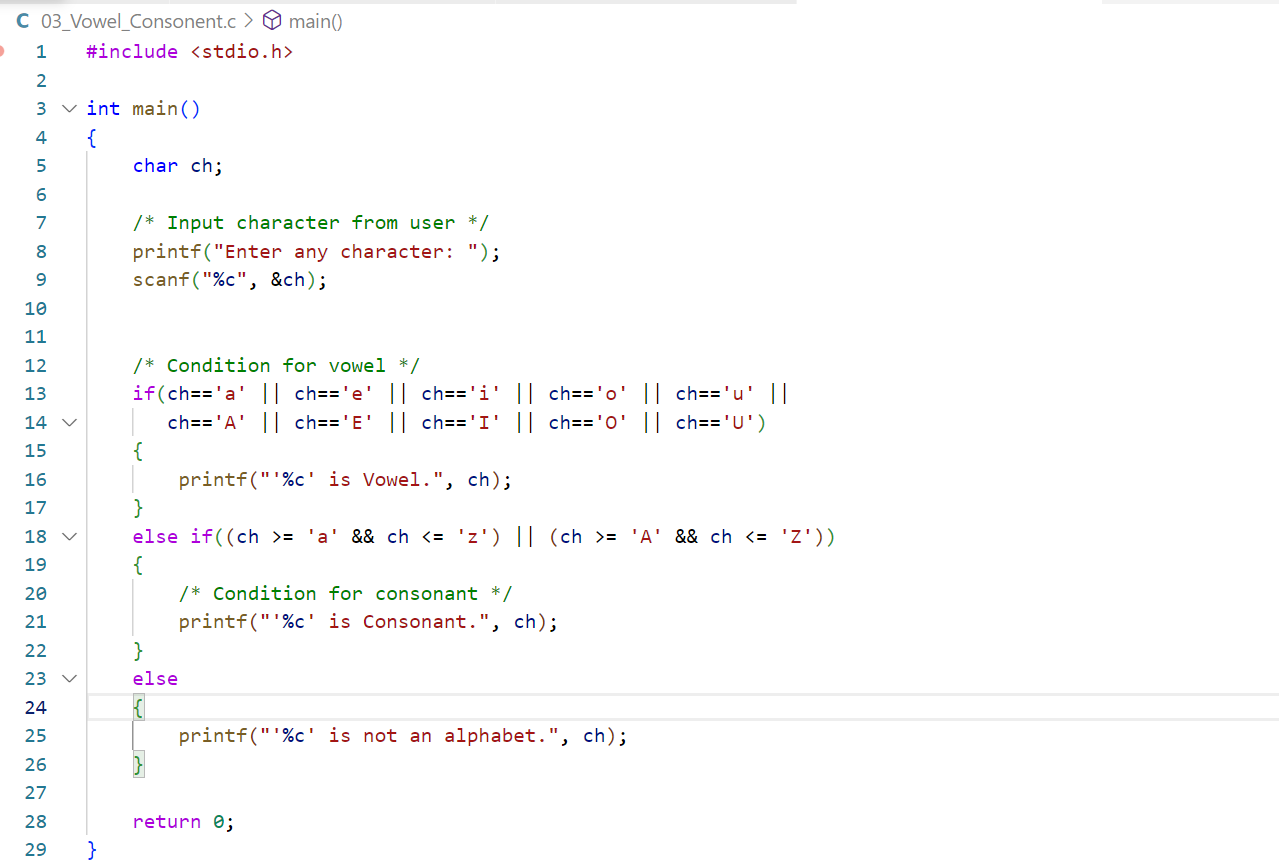 C 03_Vowel_Consonent.c > main()
1 #include <stdio.h>
2
3 int main()
4 {
5 char ch;
6
7 /* Input character from user */
8 printf("Enter any character: ");
9 scanf("%c", &ch);
10
11
12 /* Condition for vowel */
13 if(ch=='a' || ch=='e' || ch=='i' || ch=='o' || ch=='u' ||
14 ch=='A' || ch=='E' || ch=='I' || ch=='O' || ch=='U')
15 {
16 printf("'%c' is Vowel.", ch);
17 }
18 else if((ch >= 'a' && ch <= 'z') || (ch >= 'A' && ch <= 'Z'))
19 {
20 /* Condition for consonant */
21 printf("'%c' is Consonant.", ch);
22 }
23 else
24 {
25 printf("'%c' is not an alphabet.", ch);
26 }
27
28 return 0;
29 }